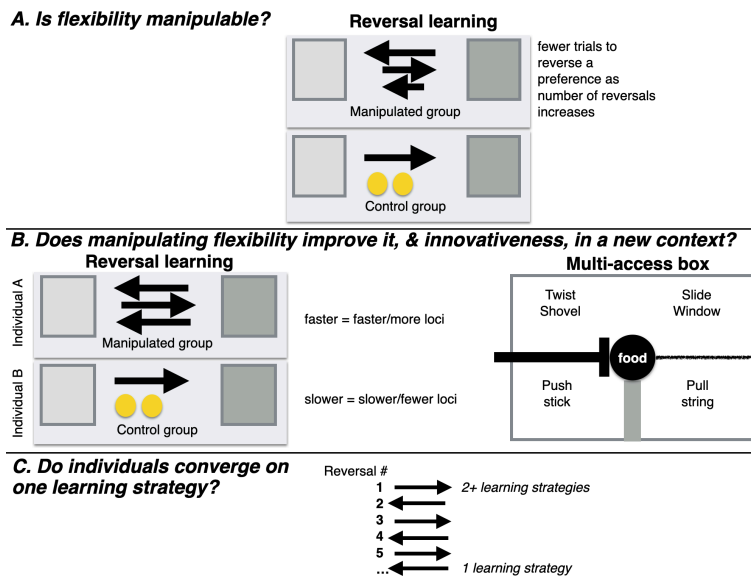 A. Is flexibility manipulable?
Reversal learning
Manipulated group
fewer trials to
reverse a
preference as
number of reversals
increases
Control group
B. Does manipulating flexibility improve it, & innovativeness, in a new context?
Reversal learning
Individual A
Manipulated group
faster = faster/more loci
Individual B
Control group
slower = slower/fewer loci
Multi-access box
Twist
Shovel
Slide
Window
food
Push
stick
Pull
string
C. Do individuals converge on
one learning strategy?
Reversal #
1
2+ learning strategies
2
3
4
5
...
1 learning strategy